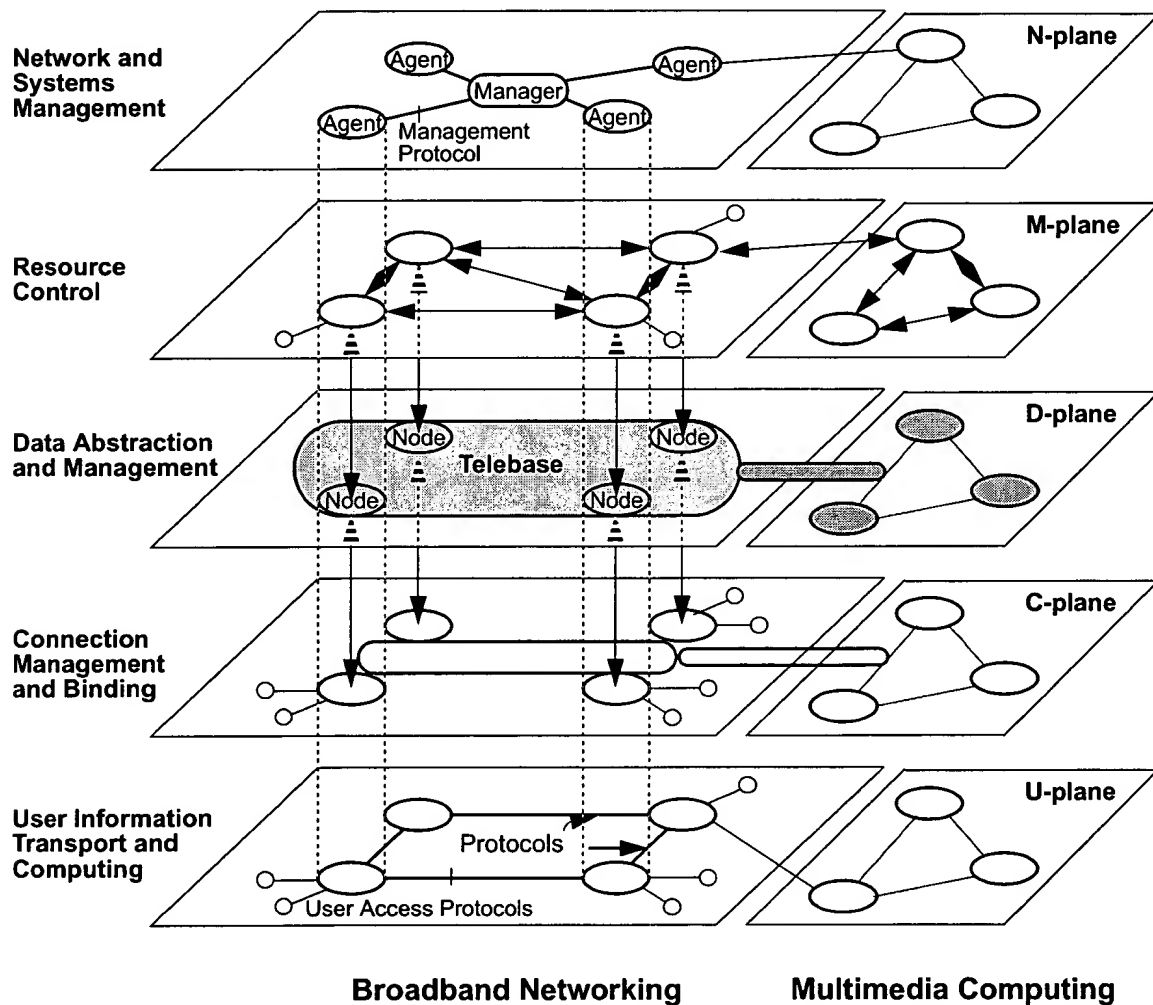 Network and
Systems
Management
Agent
Agent
Manager
Agent
Agent
Management
Protocol
N-plane
Resource
Control
M-plane
Data Abstraction
and Management
Node
Node
Telebase
Node
Node
D-plane
Connection
Management
and Binding
C-plane
User Information
Transport and
Computing
Protocols
User Access Protocols
U-plane
Broadband Networking
Multimedia Computing